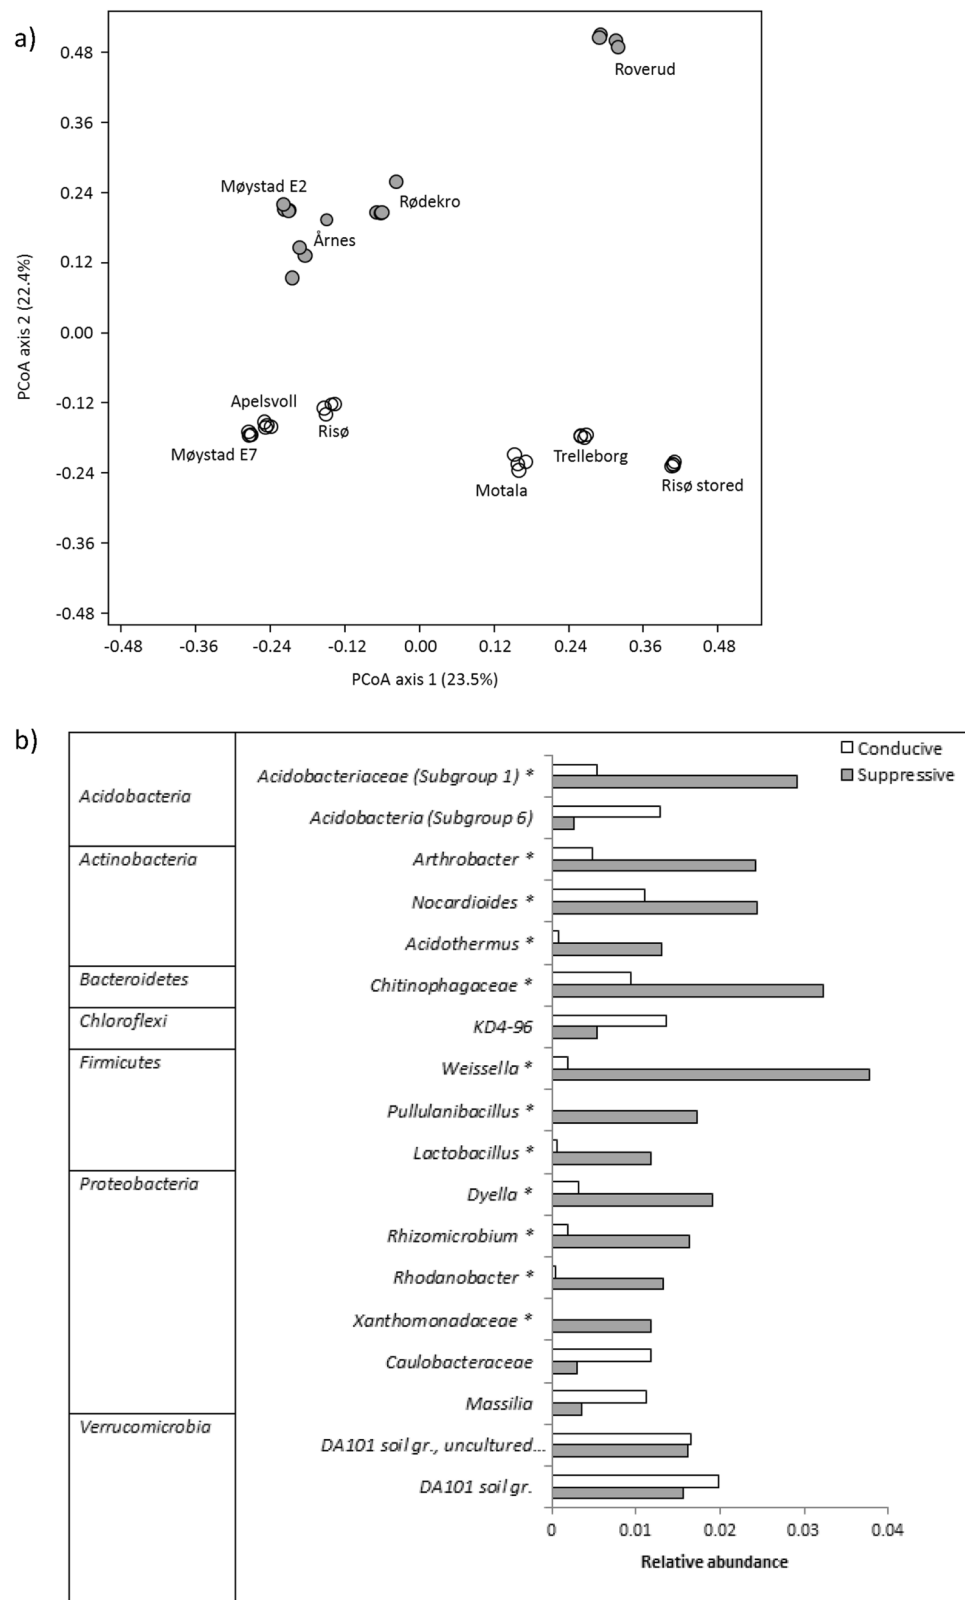 a)
0.48
0.36
0.24
0.12
0.00
-0.12
-0.24
-0.36
-0.48
PCoA axis 2 (22.4%)
Roverud
Møystad E2
Rødekro
Årnes
Apelsvoll
Risø
Møystad E7
Trelleborg
Motala
Risø stored
-0.48 -0.36 -0.24 -0.12 0.00 0.12 0.24 0.36 0.48
PCoA axis 1 (23.5%)
b)
Conducive
Suppressive
Acidobacteria
Acidobacteriaceae (Subgroup 1) *
Acidobacteria (Subgroup 6)
Actinobacteria
Arthrobacter *
Nocardioides *
Acidothermus *
Bacteroidetes
Chitinophagaceae *
Chloroflexi
KD4-96
Firmicutes
Weissella *
Pullulanibacillus *
Lactobacillus *
Proteobacteria
Dyella *
Rhizomicrobium *
Rhodanobacter *
Xanthomonadaceae *
Caulobacteraceae
Massilia
Verrucomicrobia
DA101 soil gr., uncultured...
DA101 soil gr.
0 0.01 0.02 0.03 0.04
Relative abundance